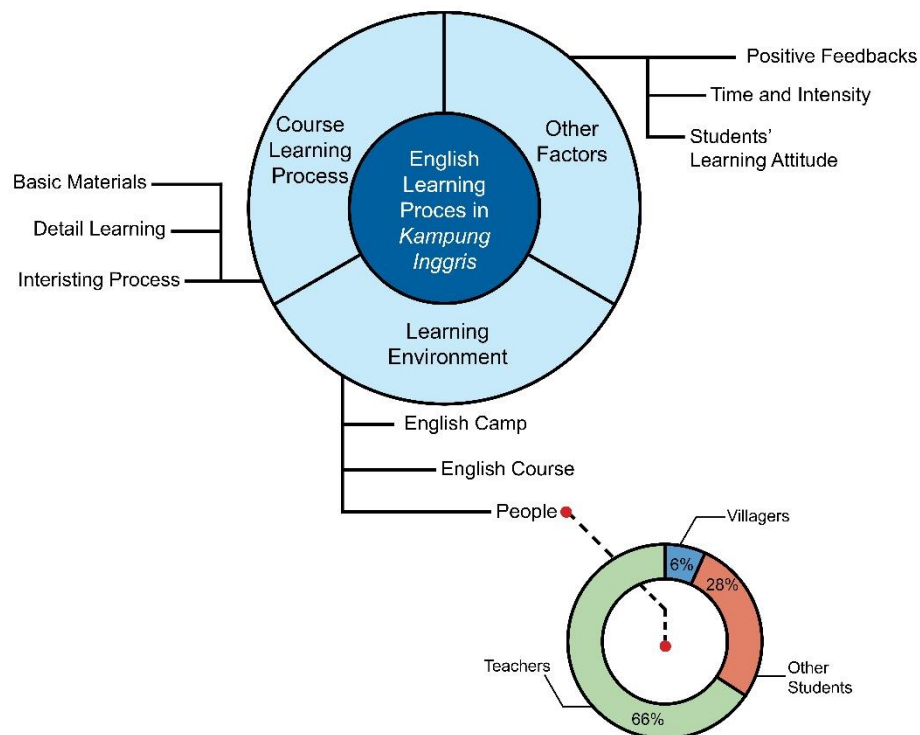 Course
Learning
Process
Other
Factors
English
Learning
Proces in
Kampung
Inggris
Learning
Environment
Positive Feedbacks
Time and Intensity
Students'
Learning Attitude
Basic Materials
Detail Learning
Interisting Process
English Camp
English Course
People
Villagers
6%
28%
Other
Students
Teachers
66%